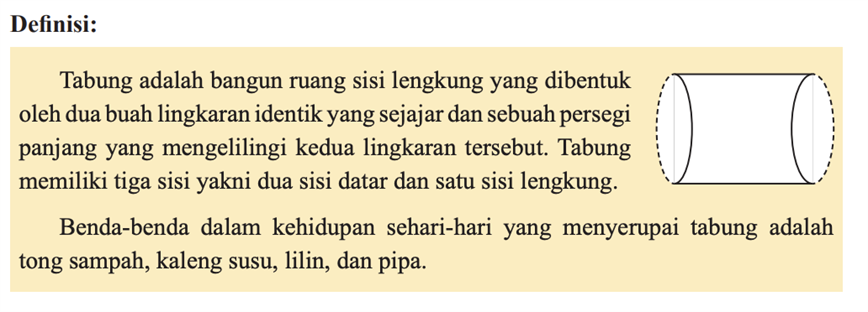 Definisi:
Tabung adalah bangun ruang sisi lengkung yang dibentuk
oleh dua buah lingkaran identik yang sejajar dan sebuah persegi
panjang yang mengelilingi kedua lingkaran tersebut. Tabung
memiliki tiga sisi yakni dua sisi datar dan satu sisi lengkung.
Benda-benda dalam kehidupan sehari-hari yang menyerupai tabung adalah
tong sampah, kaleng susu, lilin, dan pipa.